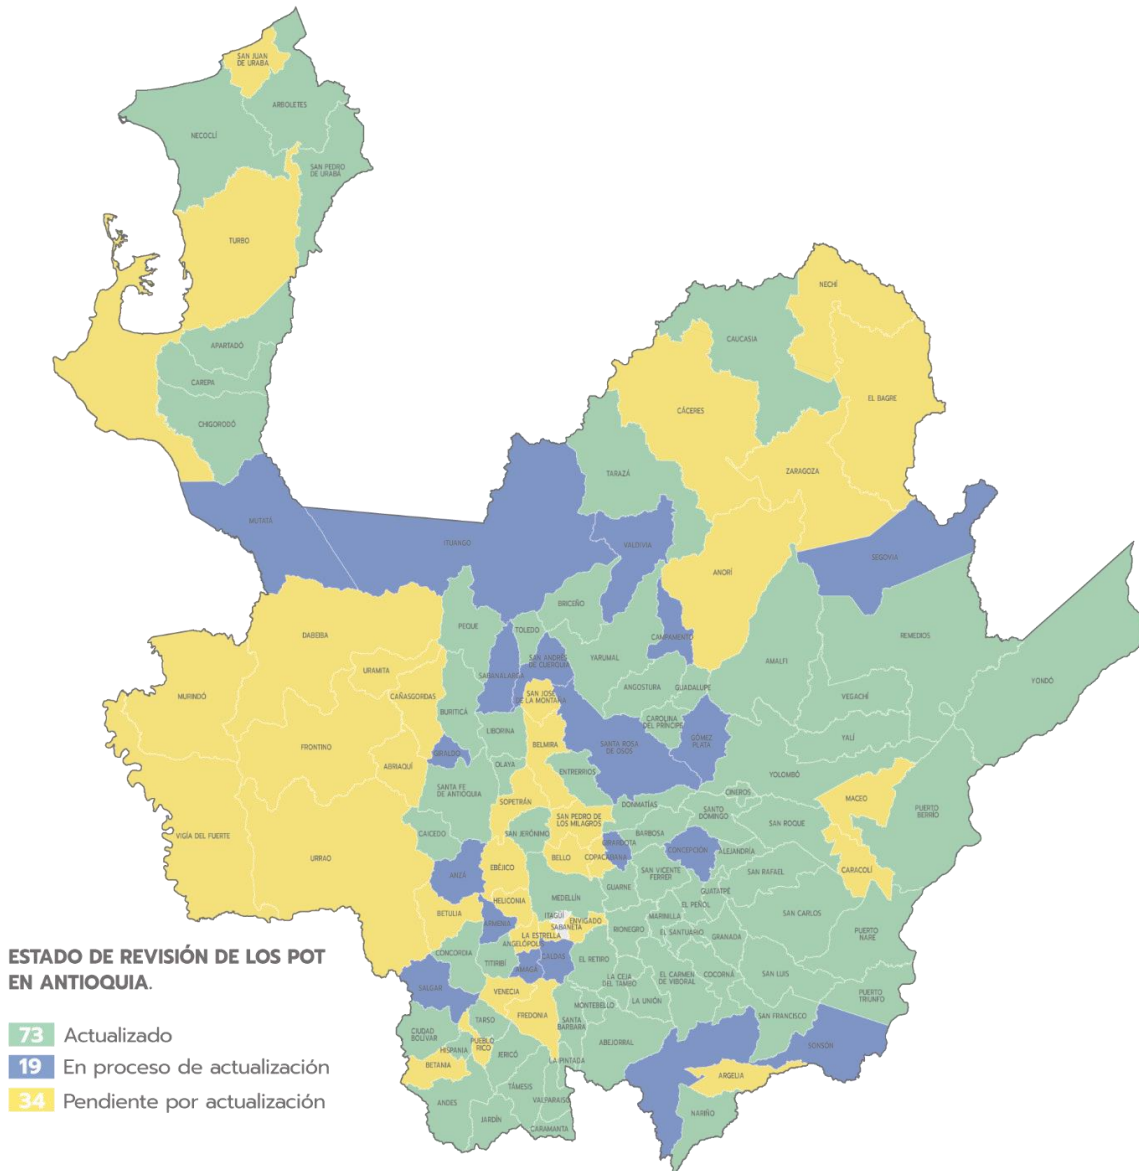 SAN JUAN
DE URABA
ARBOLETES
NECOCLÍ
SAN PEDRO
DE URABÁ
TURBO
NECHÍ
CAUCASIA
APARTADÓ
CAREPA
EL BAGRE
CÁCERES
CHIGORODÓ
TARAZÁ
ZARAGOZA
MUTATÁ
ITUANGO
VALDIVIA
SEGOVIA
ANORÍ
BRICEÑO
DABEIBA
PEQUE
TOLEDO
CAMPAMENTO
REMEDIOS
SAN ANDRÉS
DE CUERQUIA
YARUMAL
AMALFI
URAMITA
SABANALARGA
YONDÓ
MURINDÓ
CAÑASGORDAS
SAN JOSÉ
DE LA MONTAÑA
ANGOSTURA
GUADALUPE
VEGACHÍ
BURITICÁ
CAROLINA
DEL PRÍNCIPE
LIBORINA
GÓMEZ
PLATA
YALÍ
FRONTINO
GIRALDO
BELMIRA
SANTA ROSA
DE OSOS
ABRIAQUÍ
OLAYA
ENTRERRIOS
YOLOMBÓ
SANTA FE
DE ANTIOQUIA
CINEROS
MACEO
SOPETRÁN
DONMATÍAS
SANTO
DOMINGO
PUERTO
BERRÍO
VIGÍA DEL FUERTE
CAICEDO
SAN JERÓNIMO
SAN PEDRO DE
LOS MILAGROS
BARBOSA
SAN ROQUE
GIRARDOTA
CONCEPCIÓN
ALEJANDRÍA
URRAO
ANZÁ
EBÉJICO
BELLO
COPACABANA
SAN VICENTE
FERRER
SAN RAFAEL
CARACOLÍ
GUARNE
GUATATPÉ
HELICONIA
MEDELLÍN
EL PEÑOL
BETULIA
ARMENIA
ITAGÜÍ
ENVIGADO
SABANETA
MARINILLA
SAN CARLOS
RIONEGRO
EL SANTUARIO
GRANADA
PUERTO
NARE
LA ESTRELLA
ANGELÓPOLIS
CONCORDIA
TITIRIBÍ
AMAGÁ
CALDAS
EL RETIRO
LA CEJA
DEL TAMBO
EL CARMEN
DE VIBORAL
COCORNÁ
SAN LUIS
SALGAR
VENECIA
FREDONIA
MONTEBELLO
LA UNIÓN
PUERTO
TRIUNFO
SANTA
BÁRBARA
SAN FRANCISCO
CIUDAD
BOLÍVAR
TARSO
ABEJORRAL
SONSÓN
HISPANIA
PUEBLO
RICO
JERICÓ
LA PINTADA
BETANIA
ARGELIA
TÁMESIS
ANDES
VALPARAISO
JARDÍN
CARAMANTA
NARIÑO
ESTADO DE REVISIÓN DE LOS POT
EN ANTIOQUIA.
73 Actualizado
19 En proceso de actualización
34 Pendiente por actualización